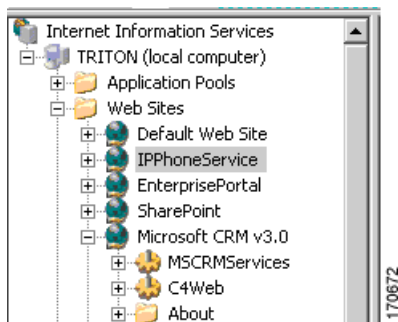 Internet Information Services
TRITON (local computer)
Application Pools
Web Sites
Default Web Site
IPPhoneService
EnterprisePortal
SharePoint
Microsoft CRM v3.0
MSCRMServices
C4Web
About
170672